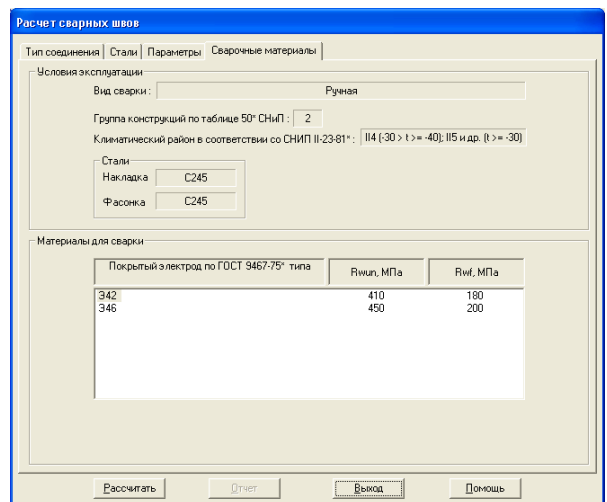 Расчет сварных швов
Тип соединения Стали Параметры Сварочные материалы
Условия эксплуатации
Вид сварки : Ручная
Группа конструкций по таблице 50* СНиП : 2
Климатический район в соответствии со СНИП II-23-81* : II4 (-30 > t >= -40); II5 и др. (t >= -30)
Стали
Накладка С245
Фасонка С245
Материалы для сварки
Покрытый электрод по ГОСТ 9467-75* типа Rwun, МПа Rwf, МПа
Э42 410 180
Э46 450 200
Рассчитать Отчет Выход Помощь